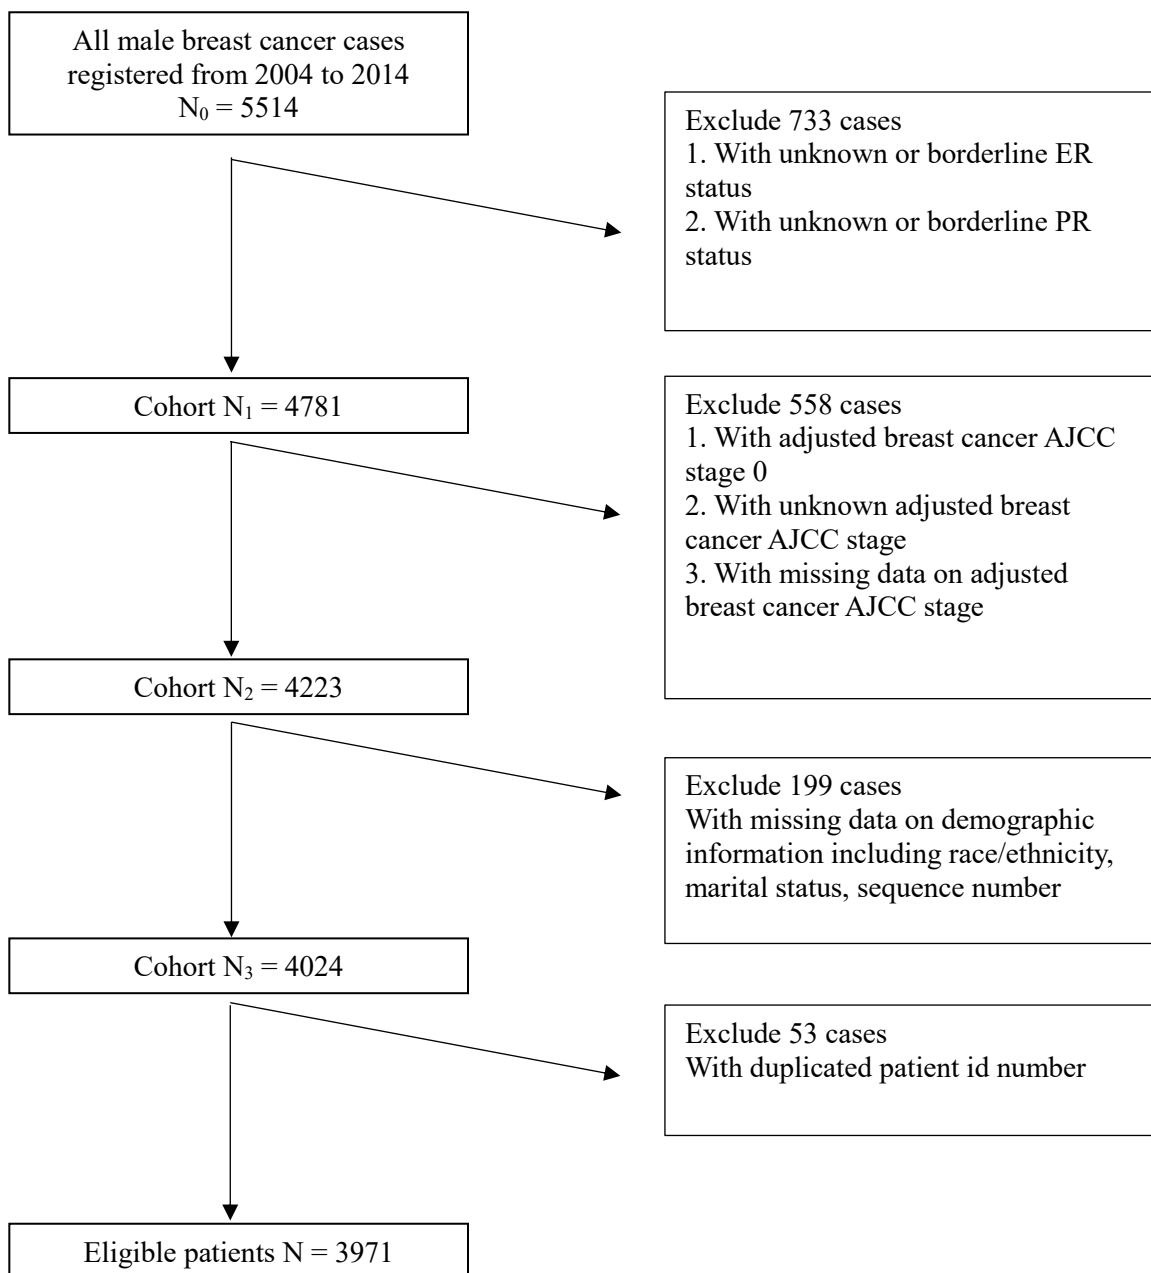 All male breast cancer cases
registered from 2004 to 2014
N₀ = 5514
Exclude 733 cases
1. With unknown or borderline ER
status
2. With unknown or borderline PR
status
Cohort N₁ = 4781
Exclude 558 cases
1. With adjusted breast cancer AJCC
stage 0
2. With unknown adjusted breast
cancer AJCC stage
3. With missing data on adjusted
breast cancer AJCC stage
Cohort N₂ = 4223
Exclude 199 cases
With missing data on demographic
information including race/ethnicity,
marital status, sequence number
Cohort N₃ = 4024
Exclude 53 cases
With duplicated patient id number
Eligible patients N = 3971